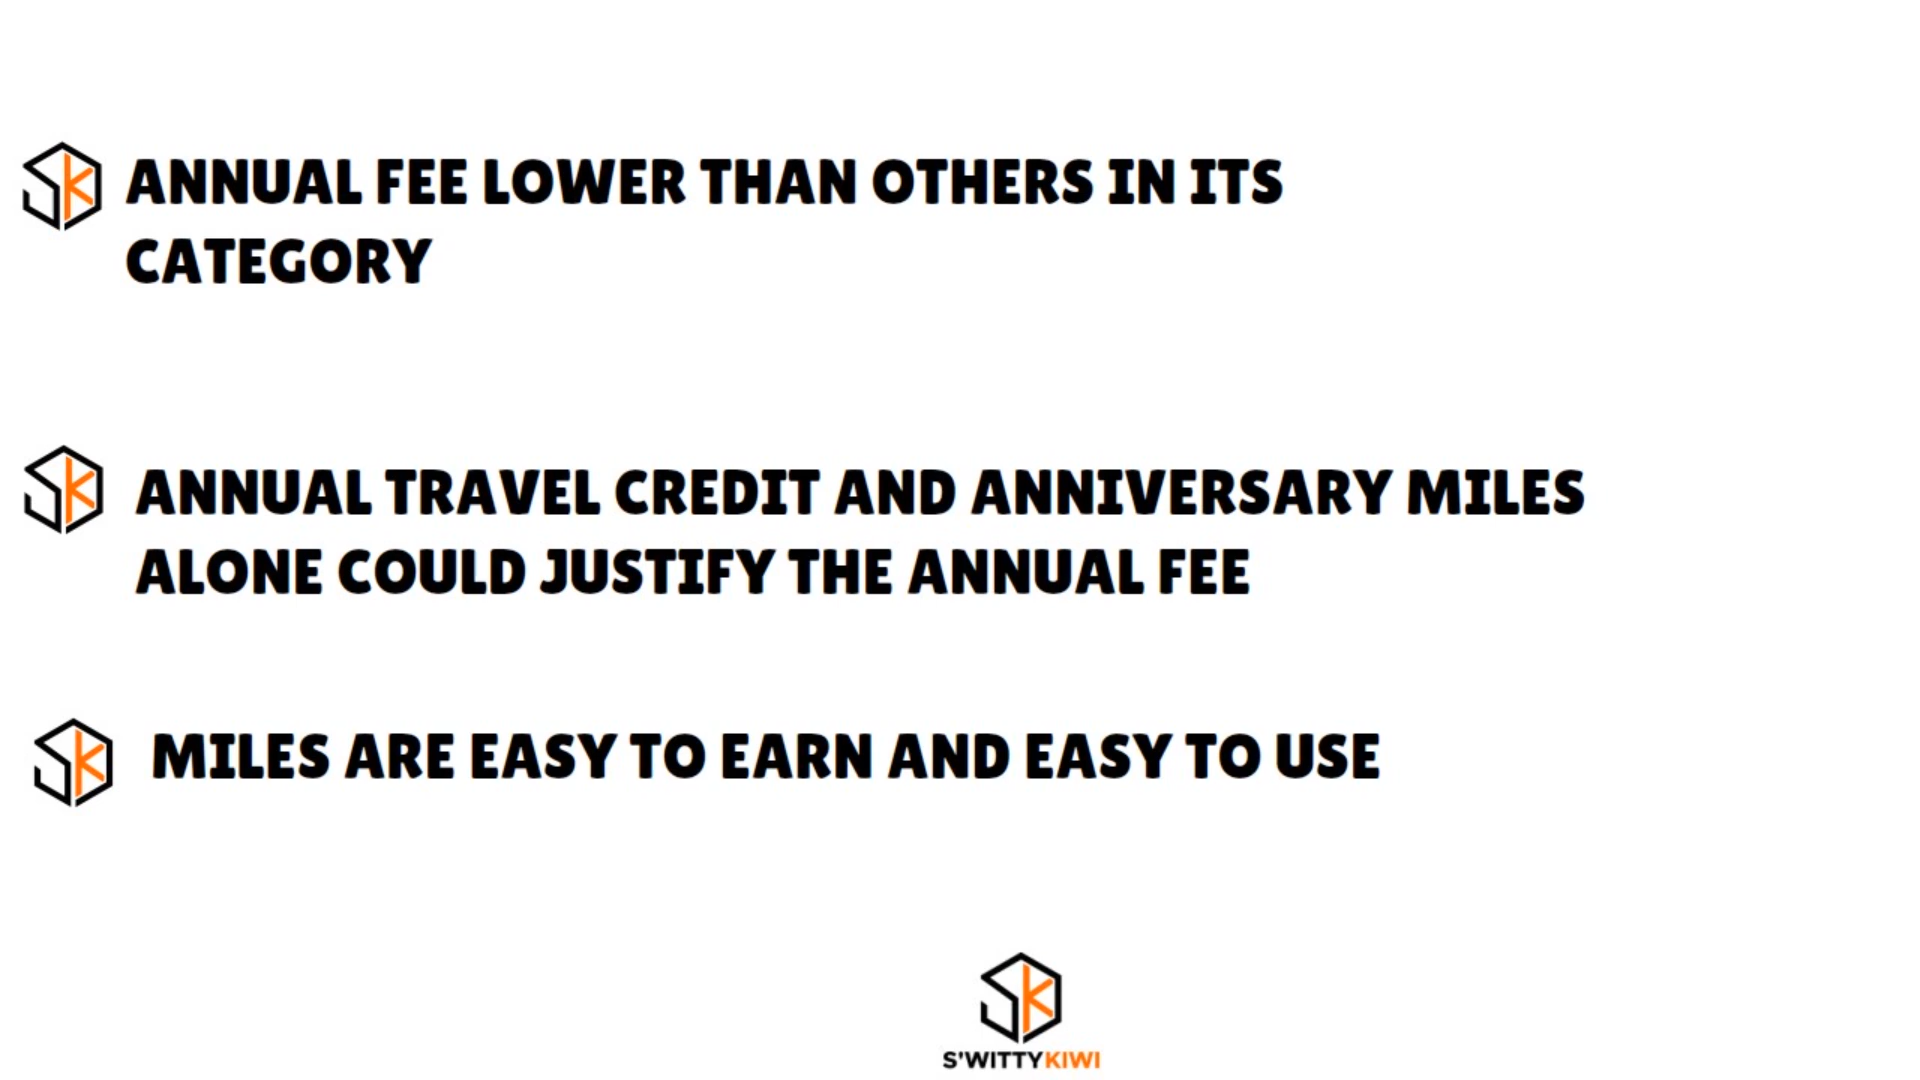 ANNUAL FEE LOWER THAN OTHERS IN ITS
CATEGORY
ANNUAL TRAVEL CREDIT AND ANNIVERSARY MILES
ALONE COULD JUSTIFY THE ANNUAL FEE
MILES ARE EASY TO EARN AND EASY TO USE
S'WITTYKIWI